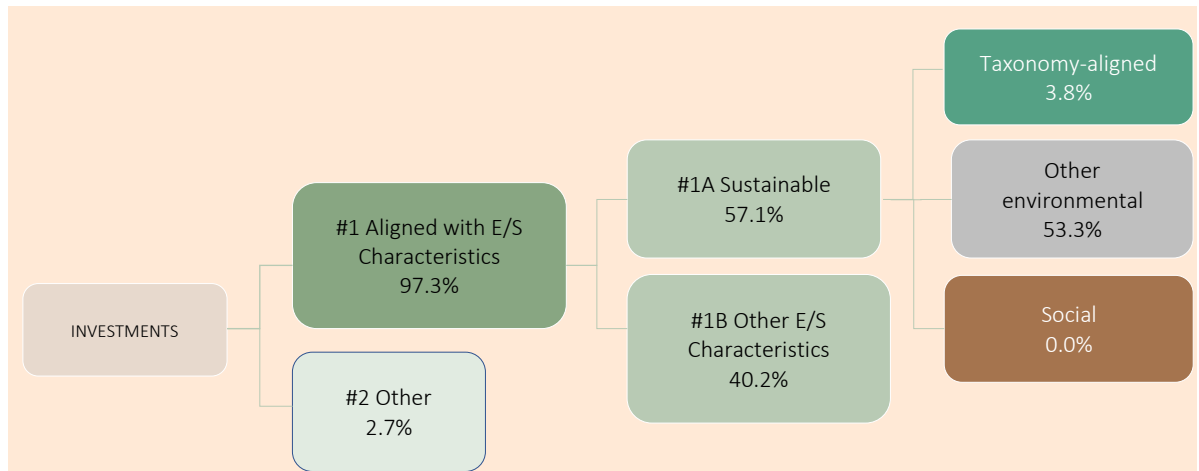 INVESTMENTS
#1 Aligned with E/S
Characteristics
97.3%
#2 Other
2.7%
#1A Sustainable
57.1%
#1B Other E/S
Characteristics
40.2%
Taxonomy-aligned
3.8%
Other
environmental
53.3%
Social
0.0%